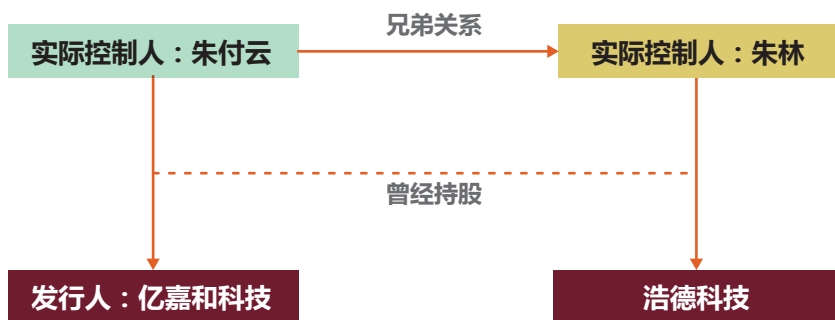 兄弟关系
实际控制人：朱付云
实际控制人：朱林
曾经持股
发行人：亿嘉和科技
浩德科技